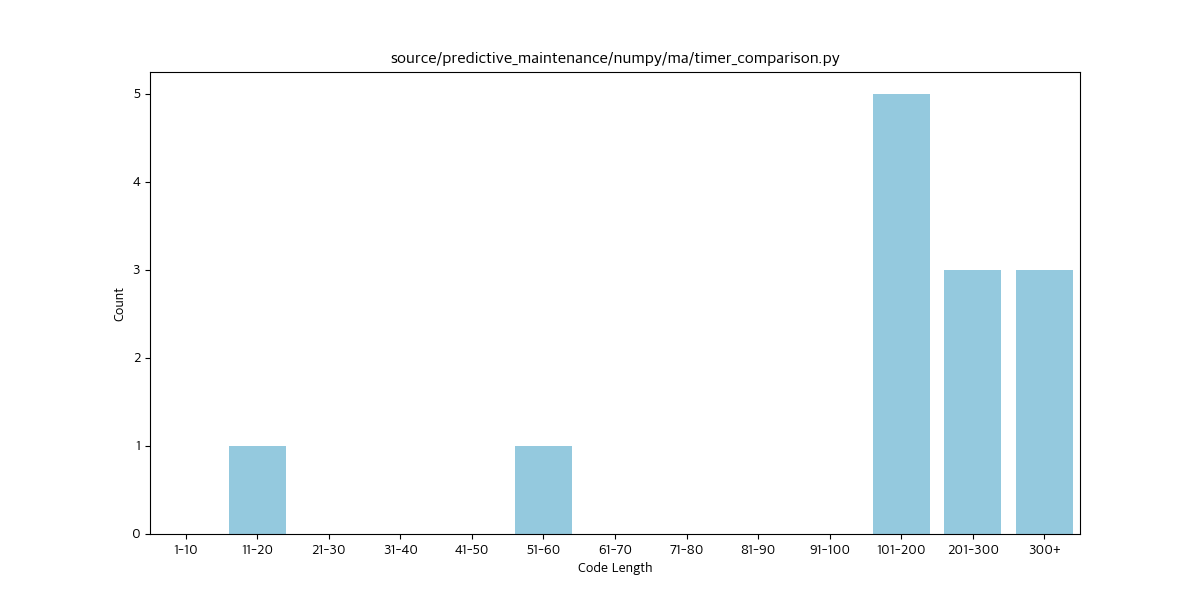 source/predictive_maintenance/numpy/ma/timer_comparison.py
5
4
3
2
1
0
Count
1-10 11-20 21-30 31-40 41-50 51-60 61-70 71-80 81-90 91-100 101-200 201-300 300+
Code Length